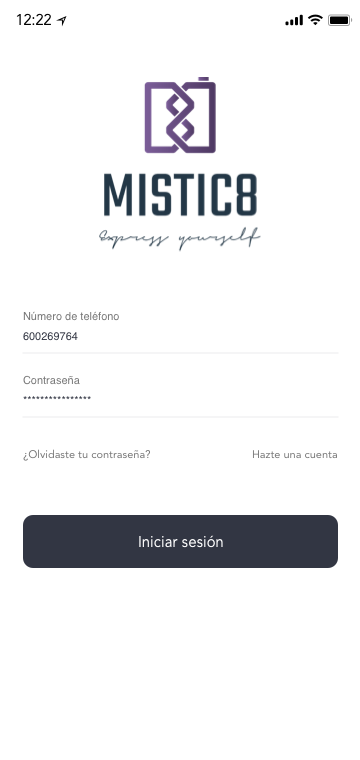 12:22
MISTIC8
Express yourself
Número de teléfono
600269764
Contraseña
***************
¿Olvidaste tu contraseña? Hazte una cuenta
Iniciar sesión